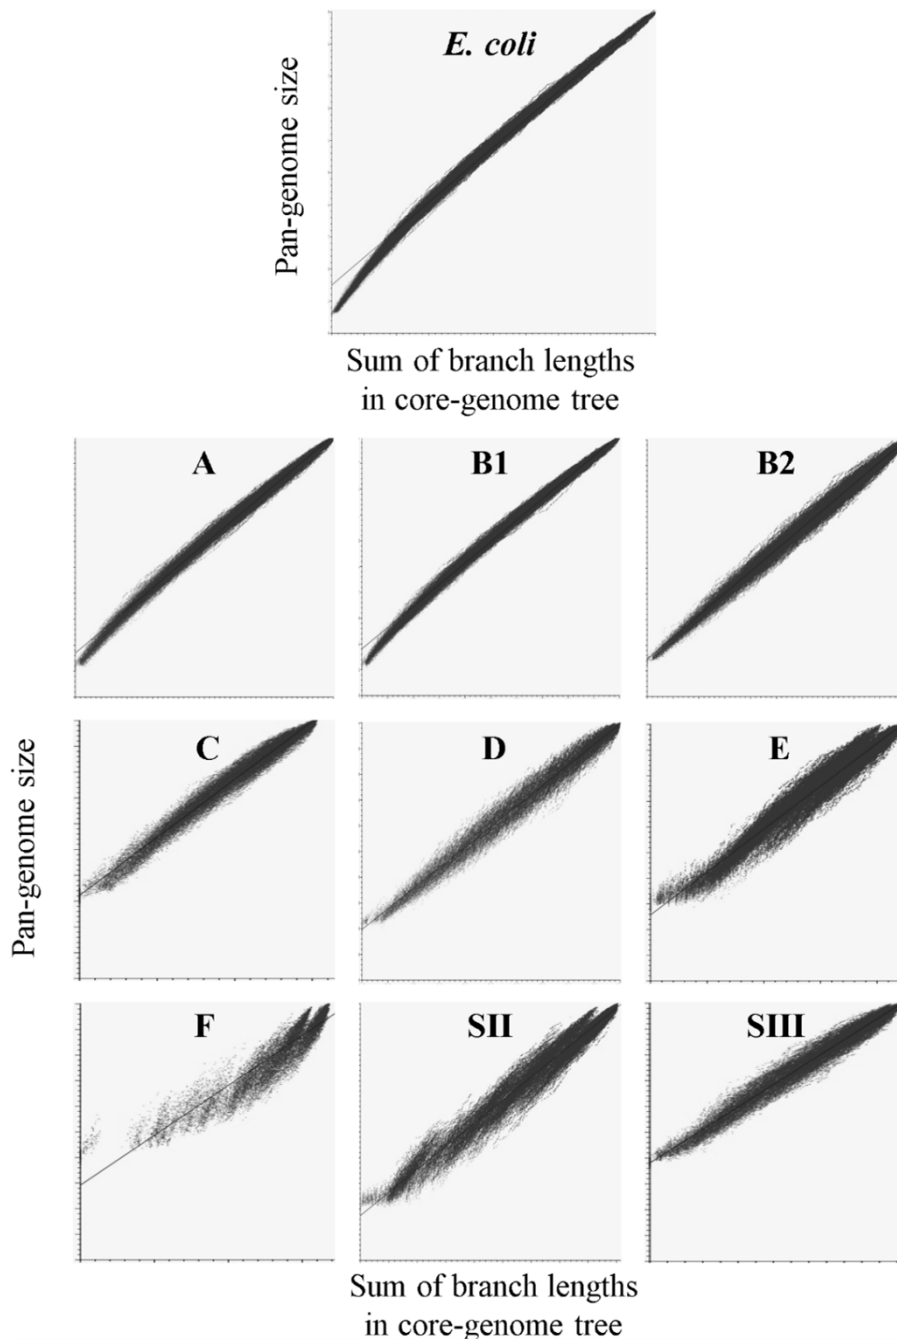 E. coli
Pan-genome size
Sum of branch lengths
in core-genome tree
A
B1
B2
Pan-genome size
C
D
E
F
SII
SIII
Sum of branch lengths
in core-genome tree